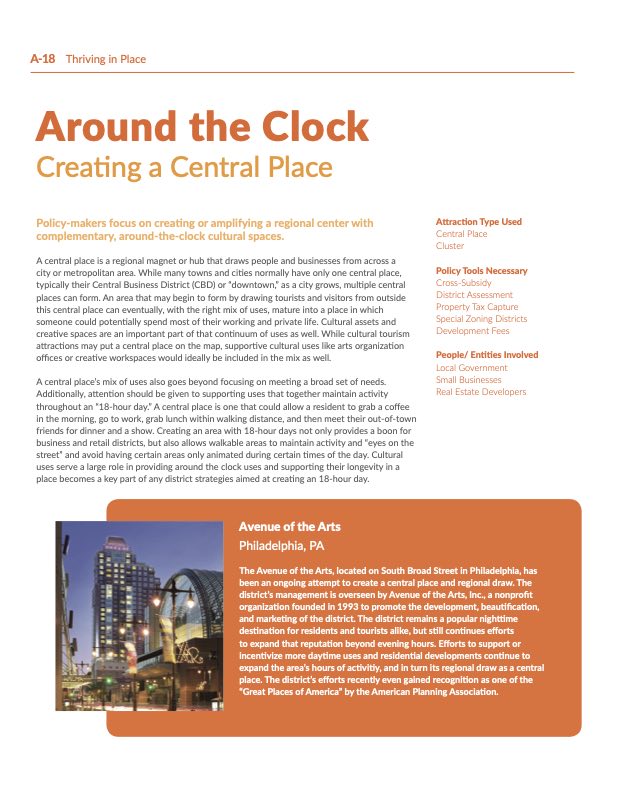 A-18 Thriving in Place
Around the Clock
Creating a Central Place
Policy-makers focus on creating or amplifying a regional center with
complementary, around-the-clock cultural spaces.
A central place is a regional magnet or hub that draws people and businesses from across a
city or metropolitan area. While many towns and cities normally have only one central place,
typically their Central Business District (CBD) or “downtown,” as a city grows, multiple central
places can form. An area that may begin to form by drawing tourists and visitors from outside
this central place can eventually, with the right mix of uses, mature into a place in which
someone could potentially spend most of their working and private life. Cultural assets and
creative spaces are an important part of that continuum of uses as well. While cultural tourism
attractions may put a central place on the map, supportive cultural uses like arts organization
offices or creative workspaces would ideally be included in the mix as well.
A central place’s mix of uses also goes beyond focusing on meeting a broad set of needs.
Additionally, attention should be given to supporting uses that together maintain activity
throughout an “18-hour day.” A central place is one that could allow a resident to grab a coffee
in the morning, go to work, grab lunch within walking distance, and then meet their out-of-town
friends for dinner and a show. Creating an area with 18-hour days not only provides a boon for
business and retail districts, but also allows walkable areas to maintain activity and “eyes on the
street” and avoid having certain areas only animated during certain times of the day. Cultural
uses serve a large role in providing around the clock uses and supporting their longevity in a
place becomes a key part of any district strategies aimed at creating an 18-hour day.
Attraction Type Used
Central Place
Cluster
Policy Tools Necessary
Cross-Subsidy
District Assessment
Property Tax Capture
Special Zoning Districts
Development Fees
People/ Entities Involved
Local Government
Small Businesses
Real Estate Developers
Avenue of the Arts
Philadelphia, PA
The Avenue of the Arts, located on South Broad Street in Philadelphia, has
been an ongoing attempt to create a central place and regional draw. The
district’s management is overseen by Avenue of the Arts, Inc., a nonprofit
organization founded in 1993 to promote the development, beautification,
and marketing of the district. The district remains a popular nighttime
destination for residents and tourists alike, but still continues efforts
to expand that reputation beyond evening hours. Efforts to support or
incentivize more daytime uses and residential developments continue to
expand the area’s hours of activitiy, and in turn its regional draw as a central
place. The district’s efforts recently even gained recognition as one of the
“Great Places of America” by the American Planning Association.